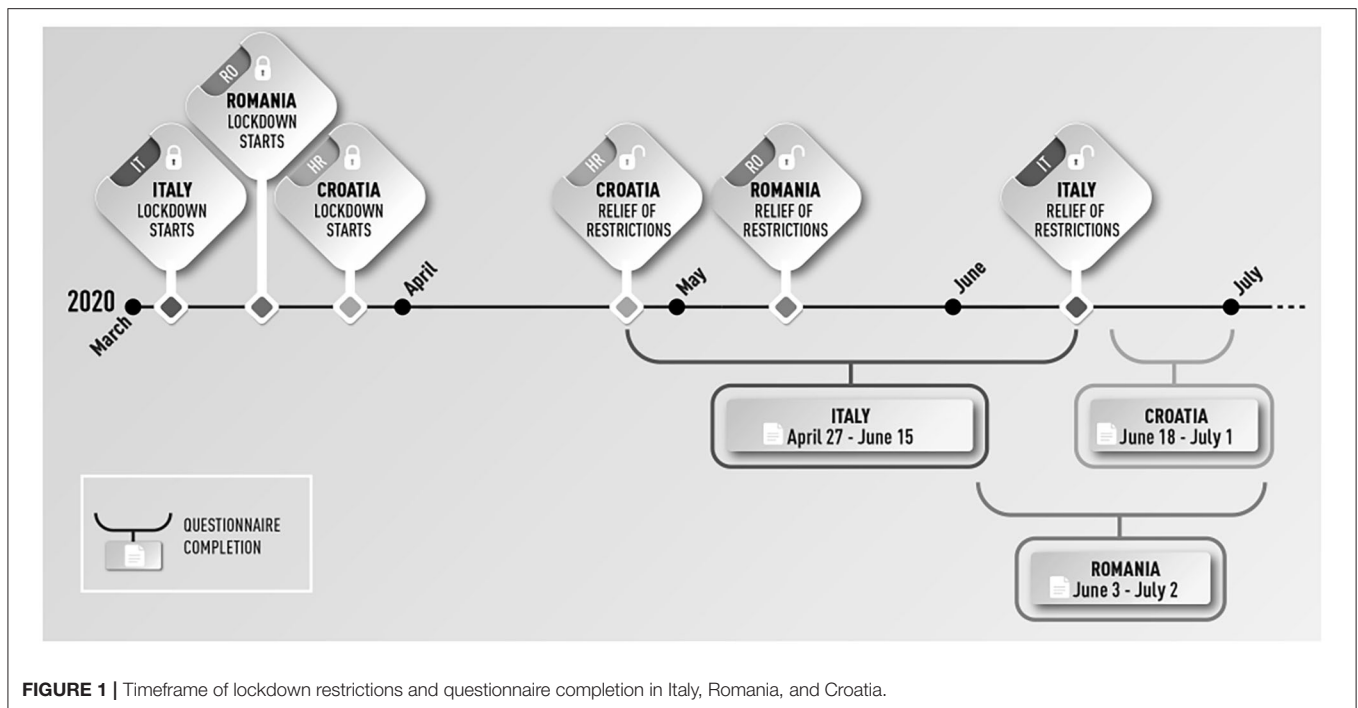 RO
ROMANIA
LOCKDOWN
STARTS
IT
ITALY
LOCKDOWN
STARTS
HR
CROATIA
LOCKDOWN
STARTS
HR
CROATIA
RELIEF OF
RESTRICTIONS
RO
ROMANIA
RELIEF OF
RESTRICTIONS
IT
ITALY
RELIEF OF
RESTRICTIONS
2020
March
April
May
June
July
ITALY
April 27 - June 15
CROATIA
June 18 - July 1
ROMANIA
June 3 - July 2
QUESTIONNAIRE
COMPLETION
FIGURE 1 | Timeframe of lockdown restrictions and questionnaire completion in Italy, Romania, and Croatia.